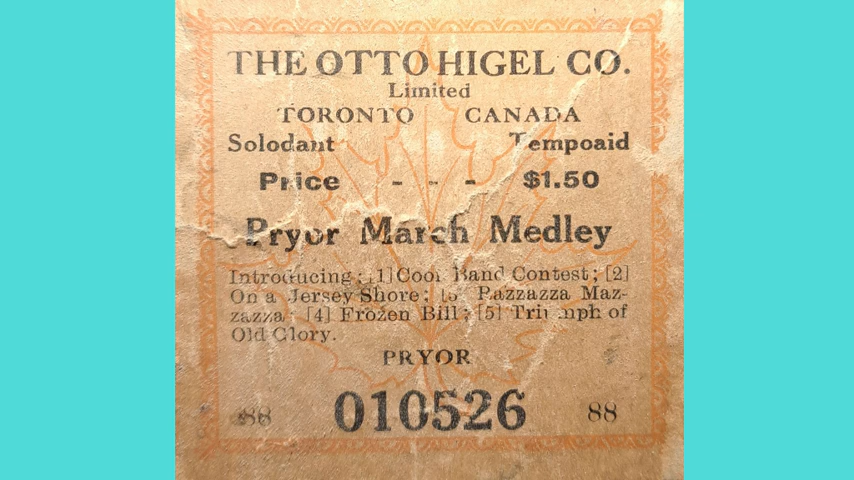 THE OTTO HIGEL CO.
Limited
TORONTO CANADA
Solodant Tempoaid
Price - - - $1.50
Pryor March Medley
Introducing: [1] Coon Band Contest; [2]
On a Jersey Shore; [3] Razzazza Maz-
zazza; [4] Frozen Bill; [5] Triumph of
Old Glory.
PRYOR
88 010526 88